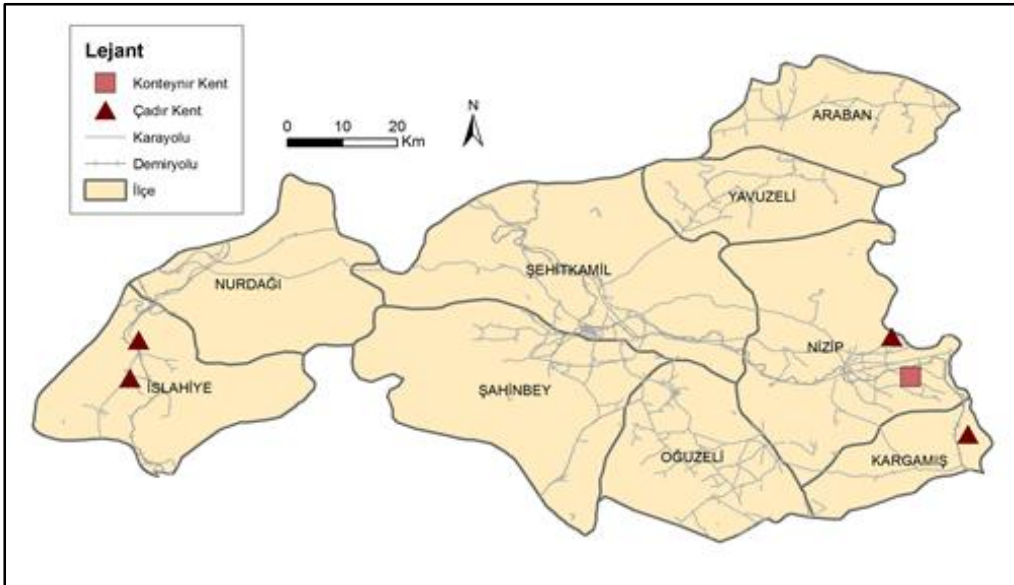 Lejant
Konteynır Kent
Çadır Kent
Karayolu
Demiryolu
İlçe
0 10 20
Km
N
ARABAN
YAVUZELİ
ŞEHİTKAMİL
NURDAĞI
NİZİP
İSLAHİYE
ŞAHİNBEY
OĞUZELİ
KARGAMIŞ